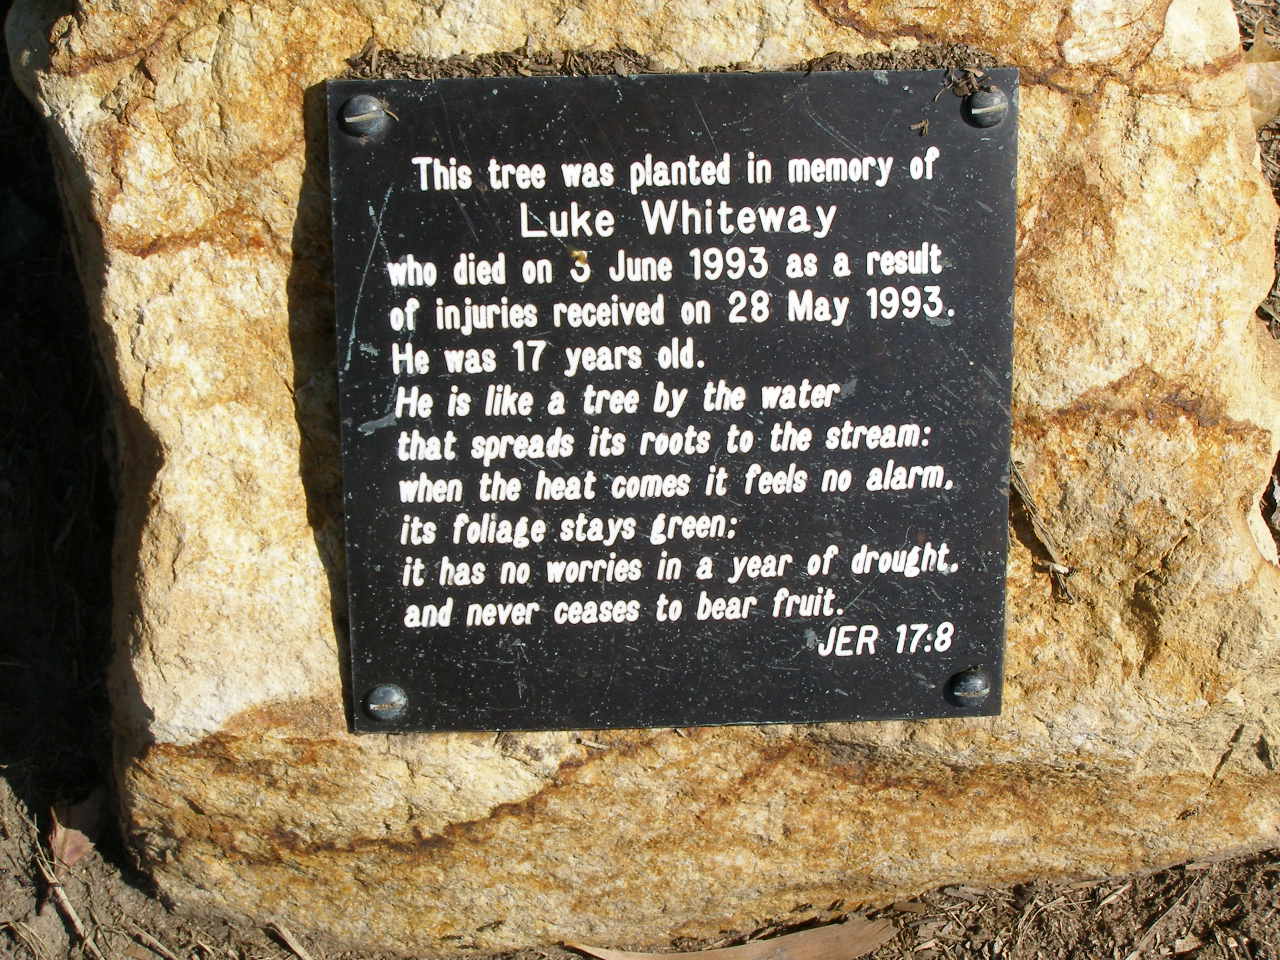 This tree was planted in memory of
Luke Whiteway
who died on 3 June 1993 as a result
of injuries received on 28 May 1993.
He was 17 years old.
He is like a tree by the water
that spreads its roots to the stream:
when the heat comes it feels no alarm,
its foliage stays green;
it has no worries in a year of drought,
and never ceases to bear fruit.
JER 17:8